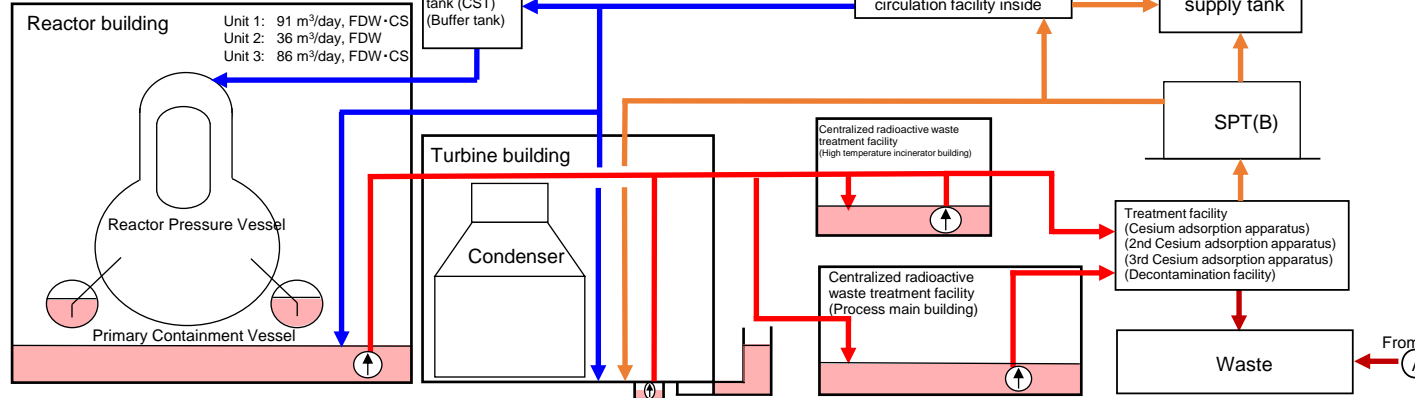 tank (CST)
(Buffer tank)
circulation facility inside
supply tank
Reactor building
Unit 1: 91 m³/day, FDW・CS
Unit 2: 36 m³/day, FDW
Unit 3: 86 m³/day, FDW・CS
SPT(B)
Centralized radioactive waste
treatment facility
(High temperature incinerator building)
Turbine building
Reactor Pressure Vessel
Condenser
Treatment facility
(Cesium adsorption apparatus)
(2nd Cesium adsorption apparatus)
(3rd Cesium adsorption apparatus)
(Decontamination facility)
Centralized radioactive
waste treatment facility
(Process main building)
Primary Containment Vessel
Waste
From